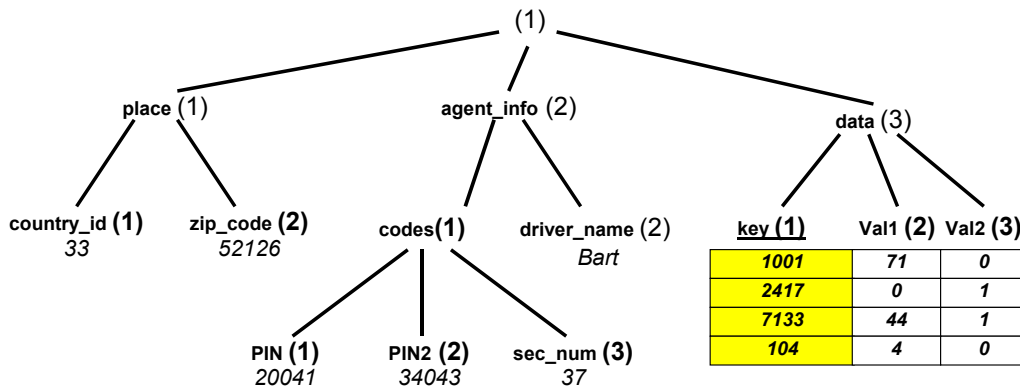 (1)
place (1)
agent_info (2)
data (3)
country_id (1)
33
zip_code (2)
52126
codes(1)
driver_name (2)
Bart
key (1) Val1 (2) Val2 (3)
1001 71 0
2417 0 1
7133 44 1
104 4 0
PIN (1)
20041
PIN2 (2)
34043
sec_num (3)
37